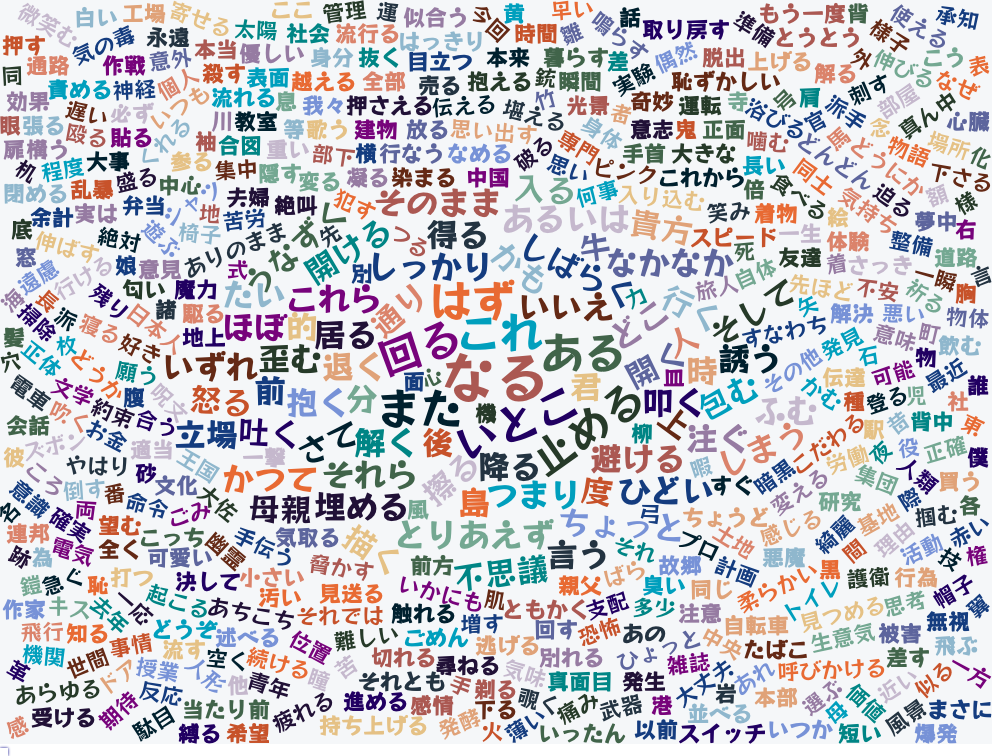 微笑む 白い 工場 寄せる ここ 管理 運 似合う 今回 黄 早い 鳴らす 話 もう一度 背 使える 承知
押す 気の毒 永遠 太陽 社会 流行る はっきり 時間 誰 取り戻す 準備 とうとう 様子
同 通路 作戦 意外 本当 優しい 身分 抜く 目立つ 本来 暮らす 差 偶然 脱出 上げる 解る 外 伸びる こう 表
効果 責める 神経 個人 殺す 表面 越える 全部 売る 抱える 銃 瞬間 実験 恥ずかしい 肩 派手 刺す 部屋 なぜ
眼 張る 遅い 必ず いつも 流れる 息 我々 押さえる 伝える 堪える 竹 光景 者 奇妙 運転 寺 浴びる 官 真ん中 心臓
扉 横う 殴る 貼る くれる 袖 川 教室 合図 等 歌う 建物 放る 思い出す 身体 意志 鬼 正面 どんどん 馬 念 物語 場所 化
机 程度 大事 参る 集中 重い 隠す 部下 横 行なう なめる 破る 思い 専門 ピンク 手首 大きな 噛む 長い 同士 どうにか 下さる
閉める 乱暴 盛る 中心 変る 凝る 染まる 中国 入る 何事 入り込む これから 倍 食べる 気持ち 迫る 額 様
余計 実は 弁当 シャツ 夫婦 絶叫 犯す そのまま あるいは 貴方 スピード 笑み 着物 一生 絵 体験 夢中 右
底 伸ばす 絶対 遊ぶ 椅子 地 苦労 先 つる 得る しばらく 牛 死 友達 着 さっき 整備 道路
窓 遠慮 行ける 娘 意見 ありのまま うなずく 開ける 別 しっかり かむ なかなか 自体 旅人 先ほど 不安 祈る 一瞬 胸 言
長 残り 匂い 魔力 式 たい これら 通り はず いいえ 力 行く そして 矢 解決 悪い 物体
掃除 派 日本人 諸 駆る ほぼ 的 居る 回る これ ある どこ 人 すなわち 発見 意味 町 飲む
髪 正体 枠 寝る 好き 地上 いずれ 歪む 退く なる 君 開く 皿 時 誘う その他 石 物
穴 どうか 願う 腹 怒る 前 抱く 分 面 心 また 機 いとこ 止める 叩く 包む かむ 伝達 可能 最近 誰
電車 文学 約束 合う 呪文 立場 吐く さて 解く 後 柳 上 注ぐ ふむ 種 登る 児 社
会話 吹く お金 適当 一撃 かつて それら 擦る 降る 避ける 暇 しまう こだわる 駅 苦 背中 東
彼 ズボン やはり 砂 王国 母親 埋める 風 島 つまり 度 ひどい すぐ 暗黒 労働 夜 役 正確 僕
ころ 倒す 番 文化 大佐 とりあえず ちょっと 弓 ちょうど 変える 集団 人類 買う
名 意識 両 命令 ごみ 気取る 描く 言う それ プロ 土地 感じる 研究 際 掴む 各
連邦 確実 望む こっち 幽霊 手伝う 脅かす 前方 不思議 ばら 故郷 計画 悪魔 綺麗 基地 理由 赤い
跡 為 電気 全く 可愛い 小さい 見送る いかにも 肌 親父 臭い 同じ 柔らかい 黒 間 活動 技 権
鎧 急ぐ 恥 打つ 決して 汚い 触れる ともかく 支配 多少 注意 トイレ 護衛 行為 帽子
作家 キス 去年 一応 起こる あちこち それでは ごめん 増す 回す 恐怖 あの 自転車 見つめる 思考 無視 翼
飛行 知る 事情 どうぞ 述べる 位置 難しい 逃げる ひょっと 中央 たばこ 生意気 被害 飛ぶ
機関 世間 ドア 授業 流す 空く 続ける 瞳 苦 切れる 尋ねる 気味 別れる 雑誌 大丈夫 あれ 呼びかける 差す 似る 一方
革 あらゆる 反応 人形 他 青年 それとも 手 剃る 覗く 真面目 発生 港 岩 本部 選ぶ 食値 近い
感 受ける 期待 駄目 当たり前 疲れる 進める 感情 下る 痛み 武器 並べる 母 風景 まさに
縛る 希望 持ち上げる 発酵 火 薄い いったん 以前 スイッチ いつか 短い 爆発